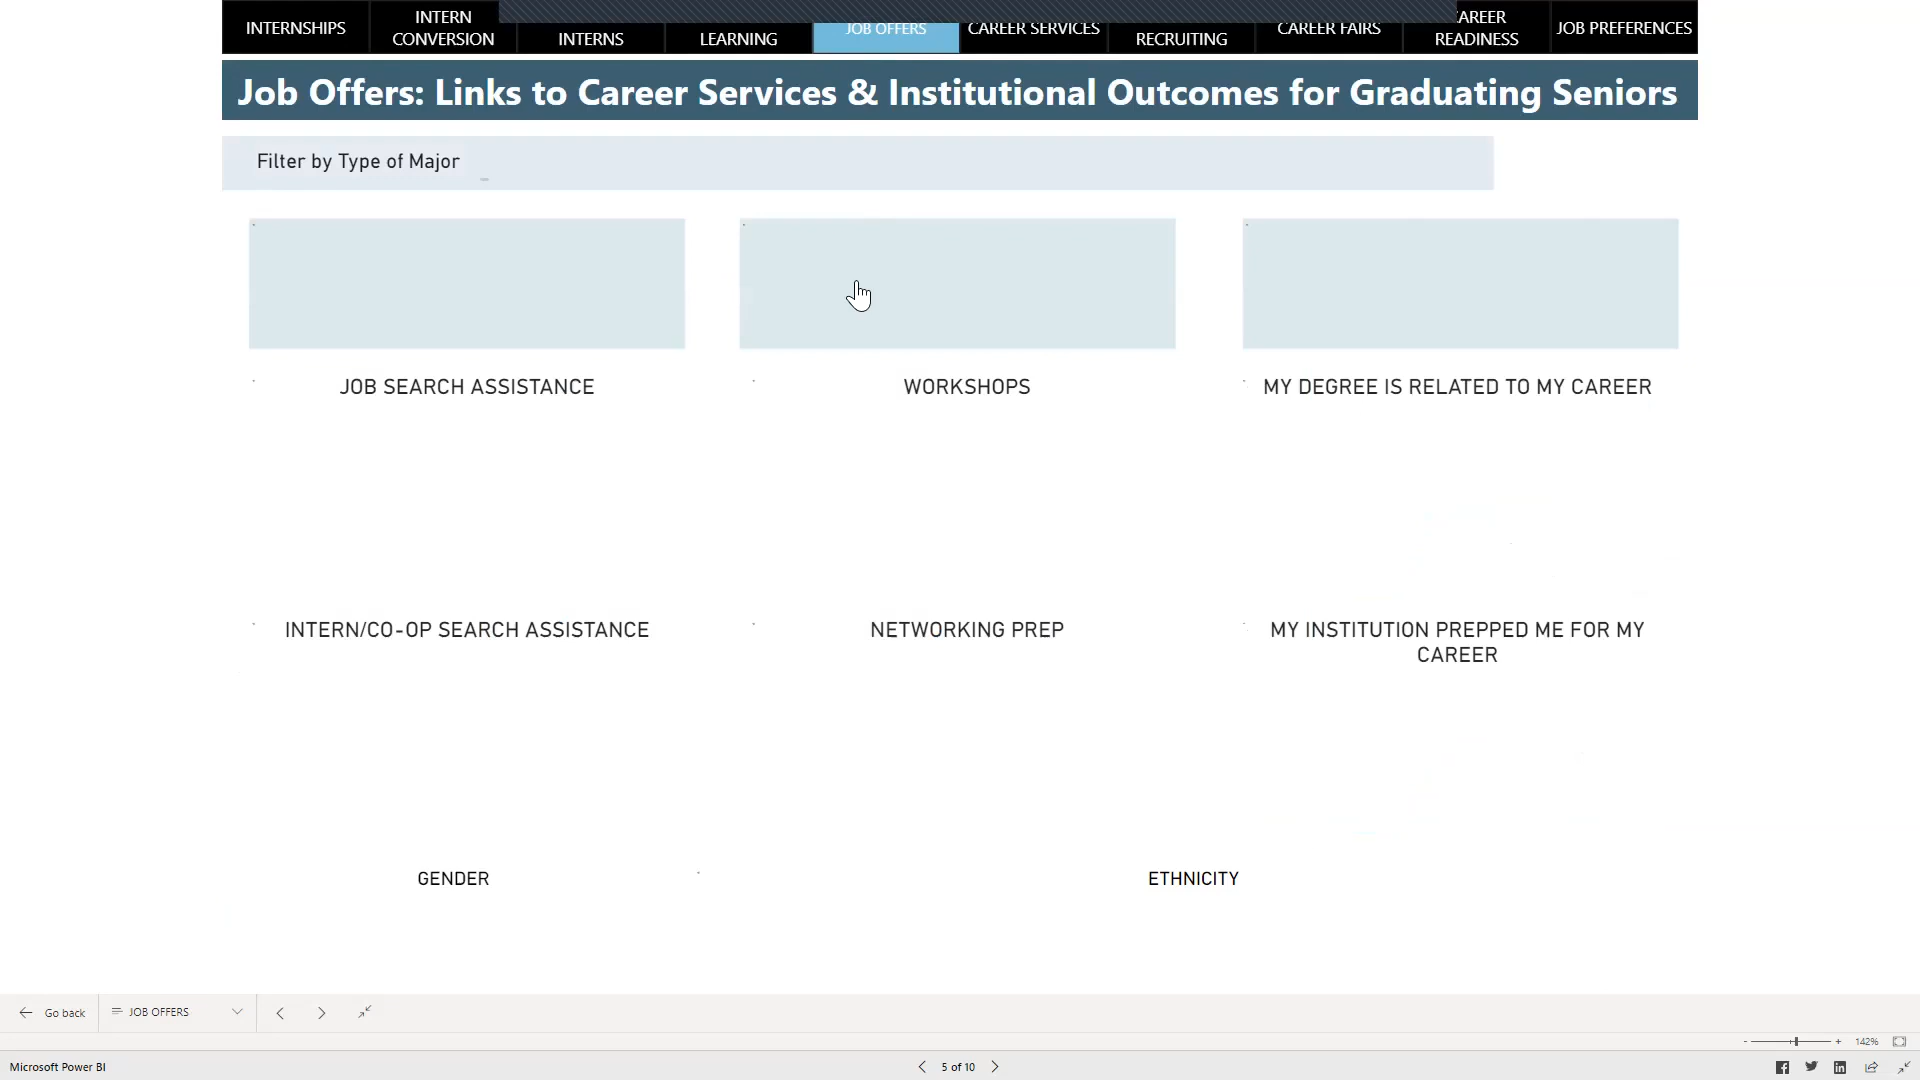 INTERNSHIPS
INTERN
CONVERSION
INTERNS
LEARNING
JOB OFFERS
CAREER SERVICES
RECRUITING
CAREER FAIRS
CAREER
READINESS
JOB PREFERENCES
Job Offers: Links to Career Services & Institutional Outcomes for Graduating Seniors
Filter by Type of Major
JOB SEARCH ASSISTANCE
WORKSHOPS
MY DEGREE IS RELATED TO MY CAREER
INTERN/CO-OP SEARCH ASSISTANCE
NETWORKING PREP
MY INSTITUTION PREPPED ME FOR MY
CAREER
GENDER
ETHNICITY
Go back
JOB OFFERS
- + 142%
Microsoft Power BI
5 of 10